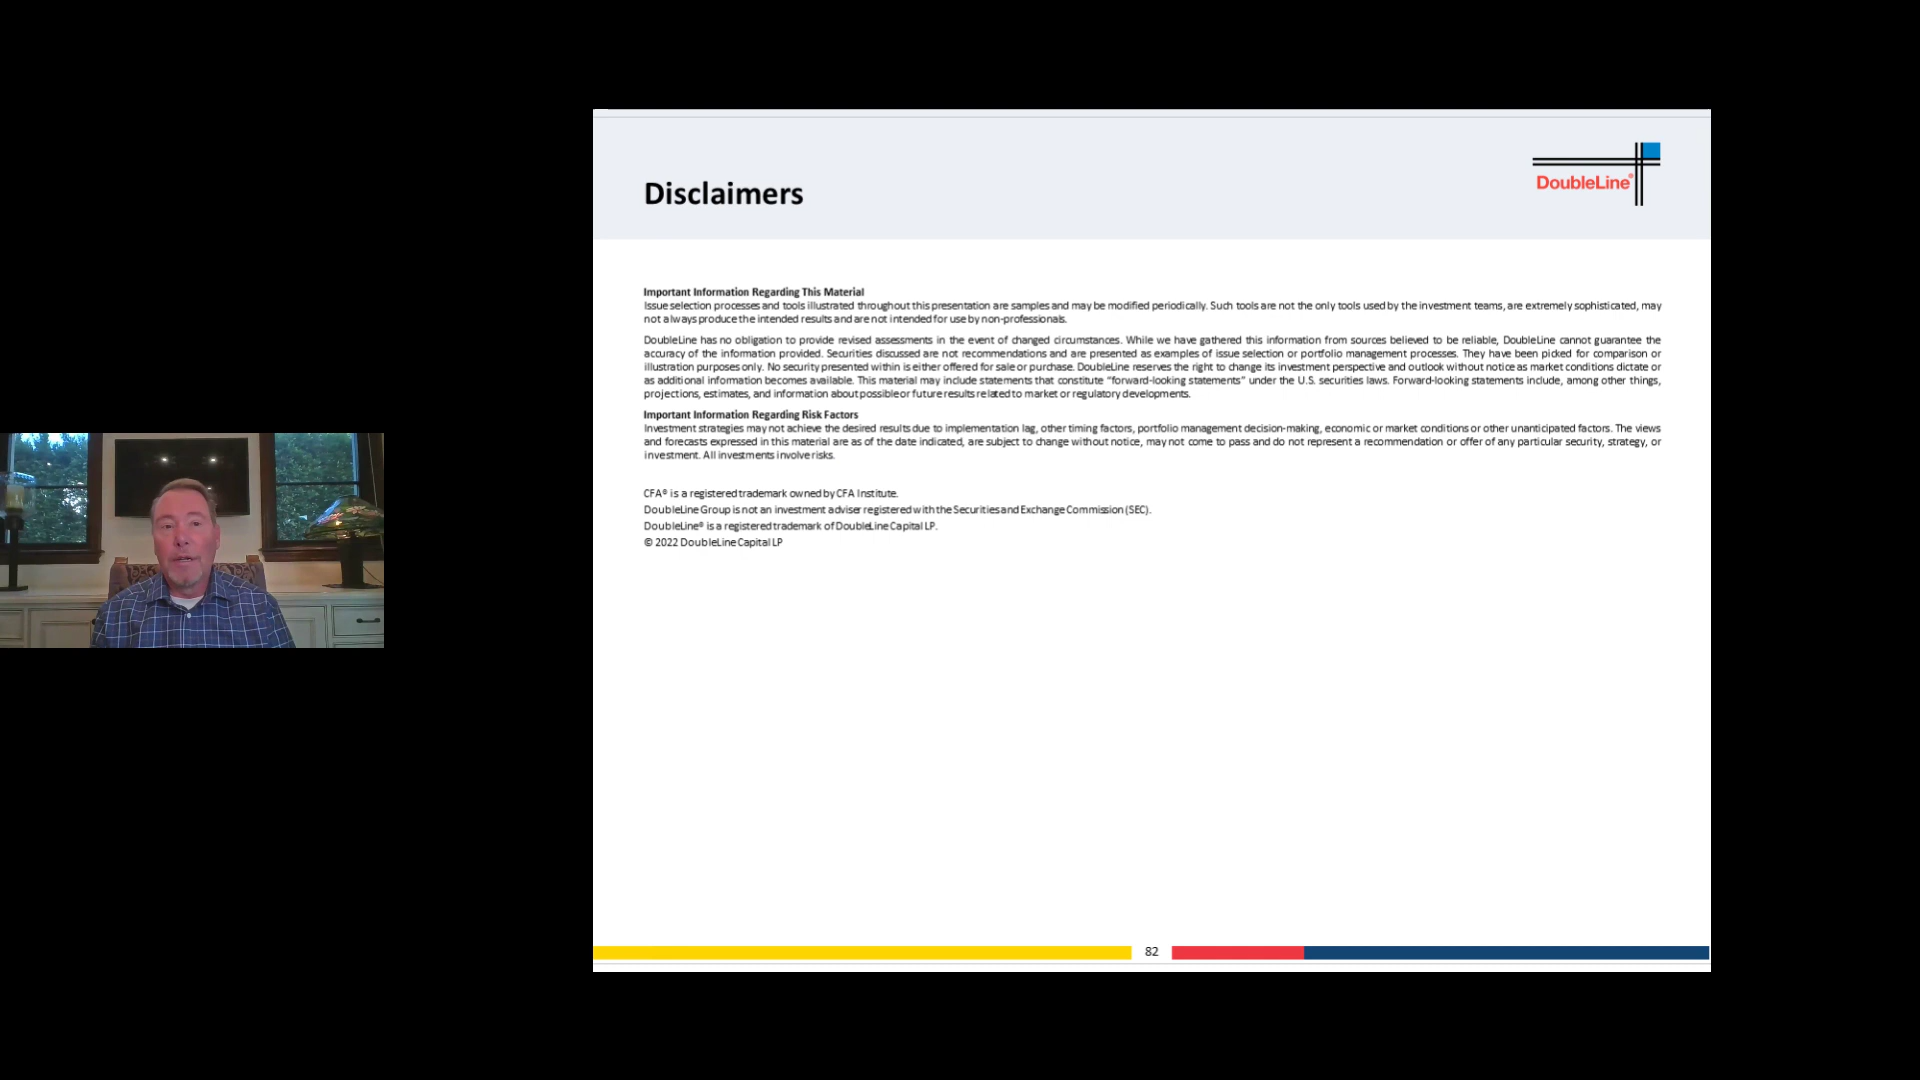 Disclaimers
DoubleLine®
Important Information Regarding This Material
Issue selection processes and tools illustrated throughout this presentation are samples and may be modified periodically. Such tools are not the only tools used by the investment teams, are extremely sophisticated, may
not always produce the intended results and are not intended for use by non-professionals.
DoubleLine has no obligation to provide revised assessments in the event of changed circumstances. While we have gathered this information from sources believed to be reliable, DoubleLine cannot guarantee the
accuracy of the information provided. Securities discussed are not recommendations and are presented as examples of issue selection or portfolio management processes. They have been picked for comparison or
illustration purposes only. No security presented within is either offered for sale or purchase. DoubleLine reserves the right to change its investment perspective and outlook without notice as market conditions dictate or
as additional information becomes available. This material may include statements that constitute “forward-looking statements” under the U.S. securities laws. Forward-looking statements include, among other things,
projections, estimates, and information about possible or future results related to market or regulatory developments.
Important Information Regarding Risk Factors
Investment strategies may not achieve the desired results due to implementation lag, other timing factors, portfolio management decision-making, economic or market conditions or other unanticipated factors. The views
and forecasts expressed in this material are as of the date indicated, are subject to change without notice, may not come to pass and do not represent a recommendation or offer of any particular security, strategy, or
investment. All investments involve risks.
CFA® is a registered trademark owned by CFA Institute.
DoubleLine Group is not an investment adviser registered with the Securities and Exchange Commission (SEC).
DoubleLine® is a registered trademark of DoubleLine Capital LP.
© 2022 DoubleLine Capital LP
82